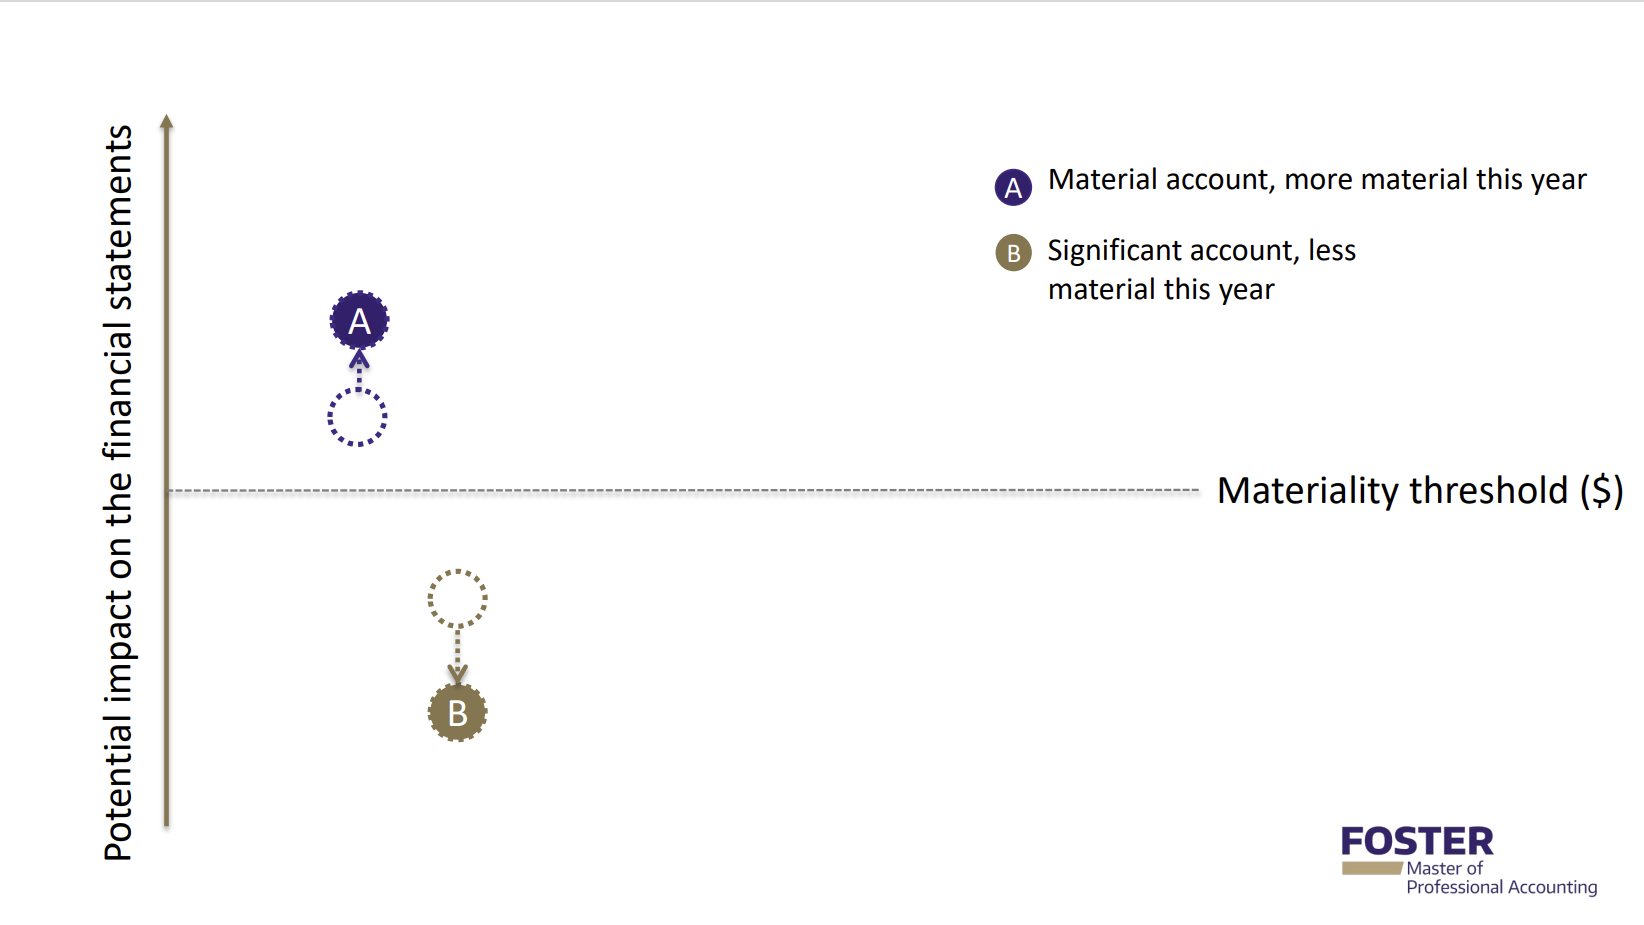 Potential impact on the financial statements
A Material account, more material this year
B Significant account, less
material this year
A
Materiality threshold ($)
B
FOSTER
Master of
Professional Accounting